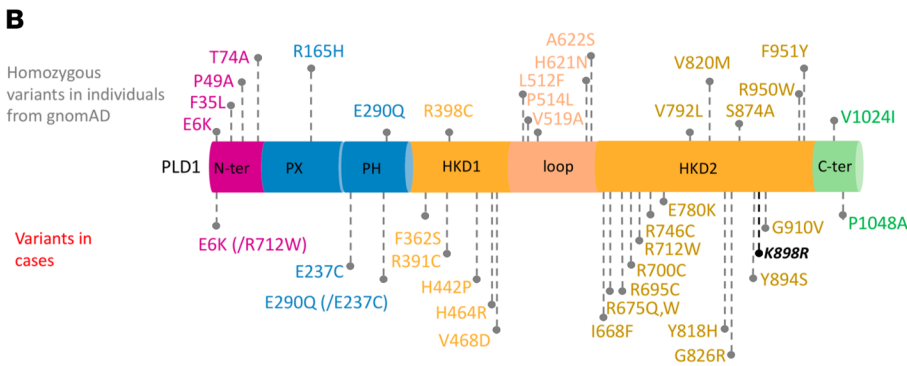 B
Homozygous
variants in individuals
from gnomAD
T74A
P49A
F35L
E6K
R165H
E290Q
R398C
A622S
H621N
L512F
P514L
V519A
V820M
V792L
S874A
F951Y
R950W
V1024I
PLD1
N-ter
PX
PH
HKD1
loop
HKD2
C-ter
Variants in
cases
E6K (/R712W)
E237C
E290Q (/E237C)
F362S
R391C
H442P
H464R
V468D
E780K
R746C
R712W
R700C
R695C
R675Q,W
I668F
Y818H
G826R
G910V
K898R
Y894S
P1048A